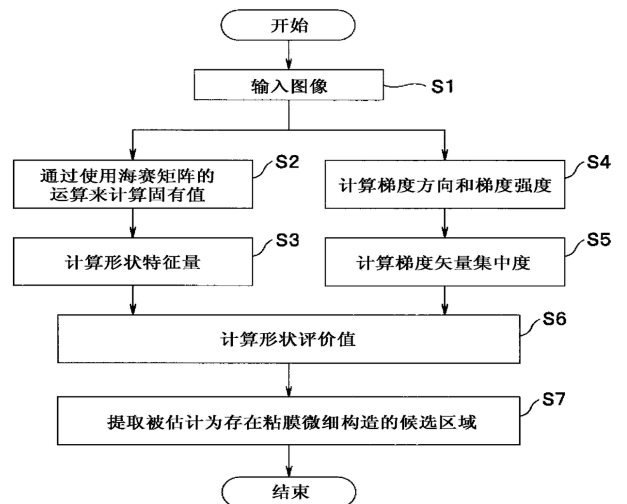 开始
输入图像
S1
通过使用海赛矩阵的
运算来计算固有值
S2
计算梯度方向和梯度强度
S4
计算形状特征量
S3
计算梯度矢量集中度
S5
计算形状评价值
S6
提取被估计为存在粘膜微细构造的候选区域
S7
结束